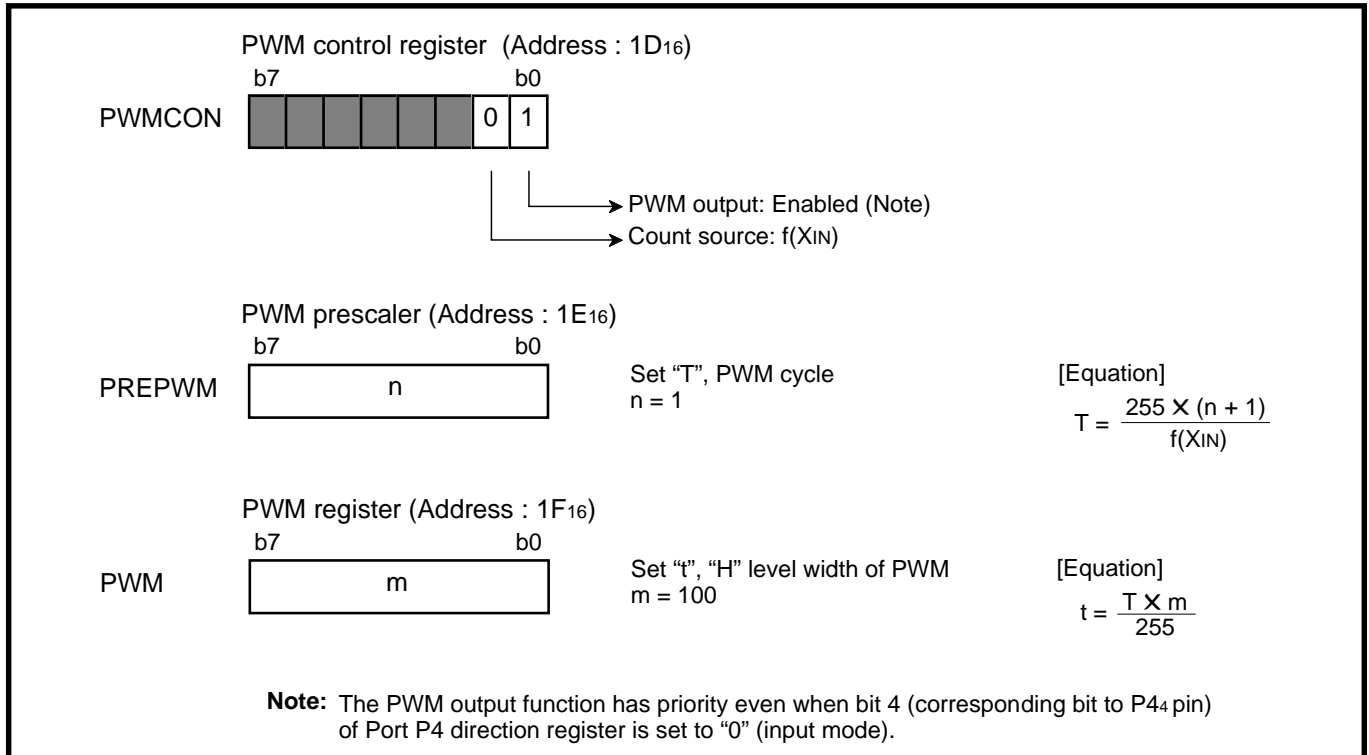 PWM control register (Address : 1D16)
b7 b0
PWMCON 0 1
PWM output: Enabled (Note)
Count source: f(XIN)
PWM prescaler (Address : 1E16)
b7 b0
PREPWM n
Set “T”, PWM cycle
n = 1
[Equation]
T = 255 × (n + 1)
f(XIN)
PWM register (Address : 1F16)
b7 b0
PWM m
Set “t”, “H” level width of PWM
m = 100
[Equation]
t = T × m
255
Note: The PWM output function has priority even when bit 4 (corresponding bit to P44 pin)
of Port P4 direction register is set to “0” (input mode).